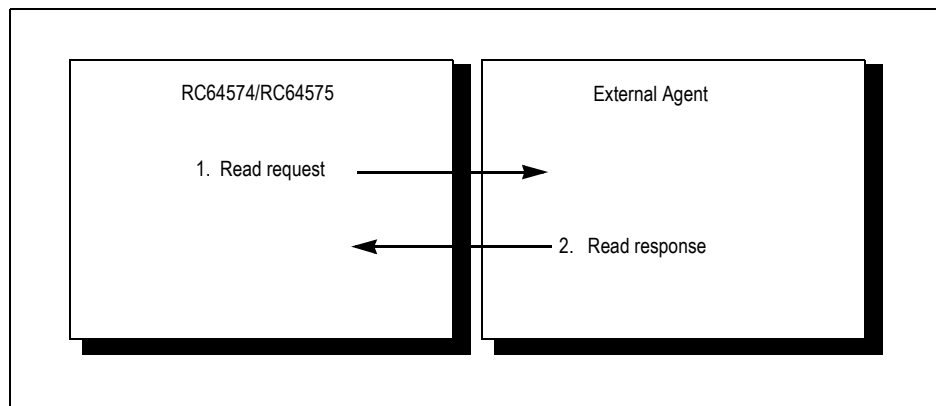 RC64574/RC64575
External Agent
1. Read request
2. Read response